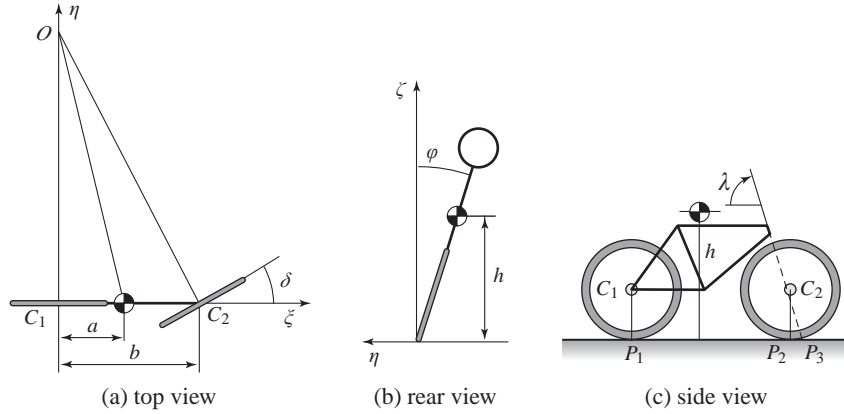 η
O
δ
C1
a
C2
ξ
b
(a) top view
ζ
φ
h
η
(b) rear view
λ
h
C1
C2
P1
P2
P3
(c) side view